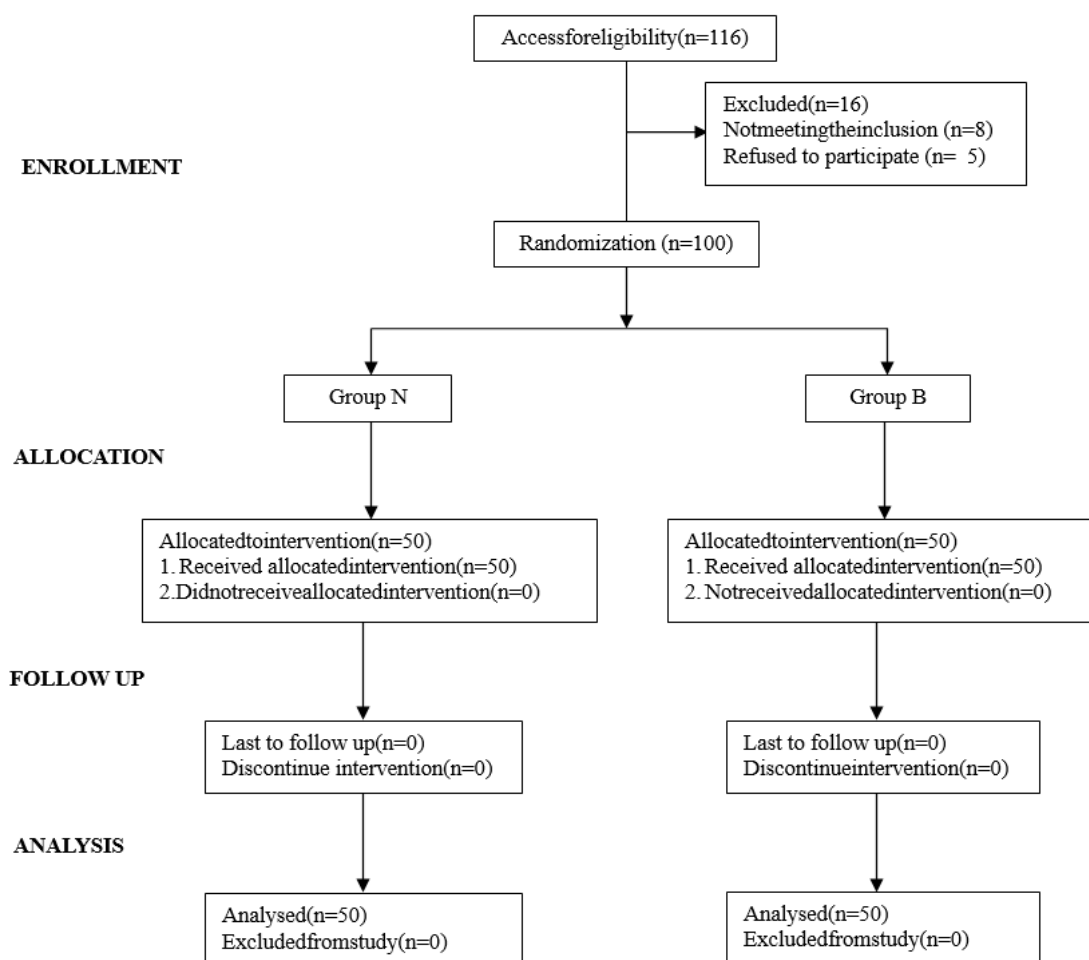 Accessforeligibility(n=116)
Excluded(n=16)
Notmeetingtheinclusion (n=8)
Refused to participate (n= 5)
ENROLLMENT
Randomization (n=100)
Group N
Group B
ALLOCATION
Allocatedtointervention(n=50)
1. Received allocatedintervention(n=50)
2.Didnotreceiveallocatedintervention(n=0)
Allocatedtointervention(n=50)
1. Received allocatedintervention(n=50)
2. Notreceivedallocatedintervention(n=0)
FOLLOW UP
Last to follow up(n=0)
Discontinue intervention(n=0)
Last to follow up(n=0)
Discontinueintervention(n=0)
ANALYSIS
Analysed(n=50)
Excludedfromstudy(n=0)
Analysed(n=50)
Excludedfromstudy(n=0)